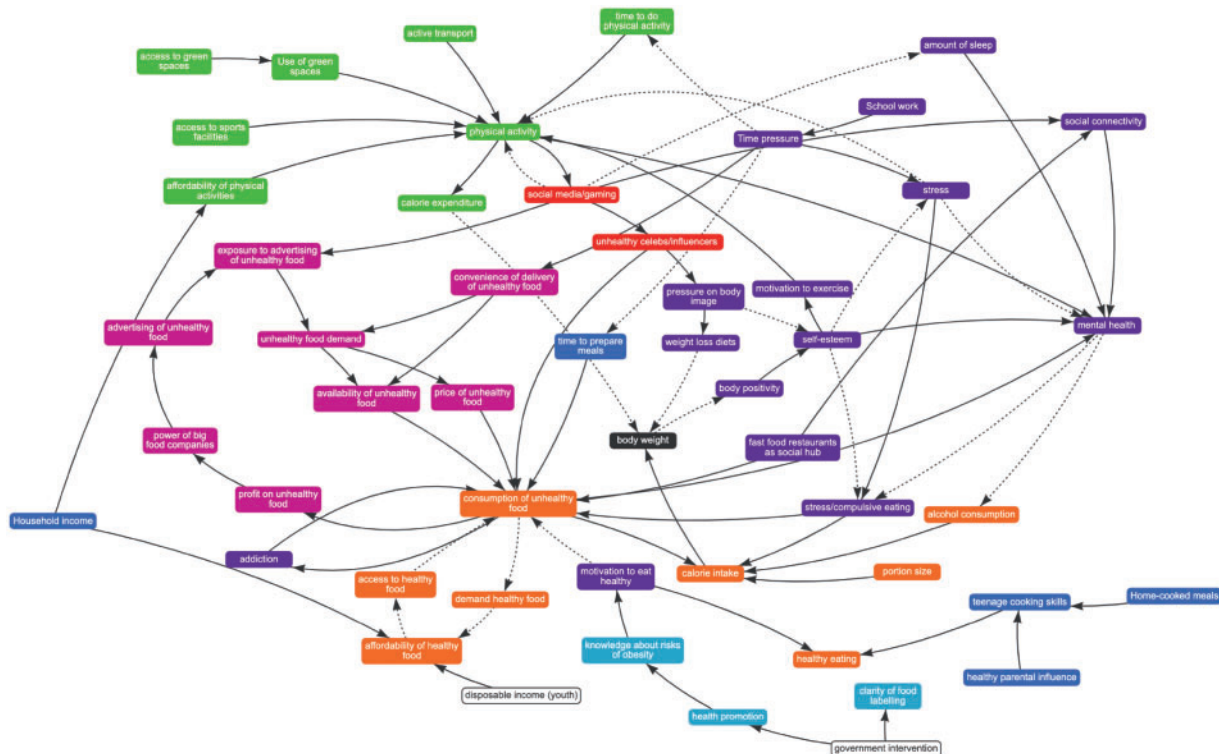 time to do
physical activity
active transport
amount of sleep
access to green
spaces
Use of green
spaces
School work
access to sports
facilities
physical activity
Time pressure
social connectivity
affordability of physical
activities
calorie expenditure
social media/gaming
stress
exposure to advertising
of unhealthy food
unhealthy celebs/influencers
convenience of delivery
of unhealthy food
pressure on body
image
motivation to exercise
advertising of unhealthy
food
unhealthy food demand
time to prepare
meals
weight loss diets
self-esteem
mental health
availability of unhealthy
food
price of unhealthy
food
body positivity
power of big
food companies
body weight
fast food restaurants
as social hub
profit on unhealthy
food
consumption of unhealthy
food
stress/compulsive eating
alcohol consumption
Household income
addiction
access to healthy
food
demand healthy food
motivation to eat
healthy
calorie intake
portion size
teenage cooking skills
Home-cooked meals
affordability of healthy
food
knowledge about risks
of obesity
healthy eating
healthy parental influence
disposable income (youth)
clarity of food
labelling
health promotion
government intervention